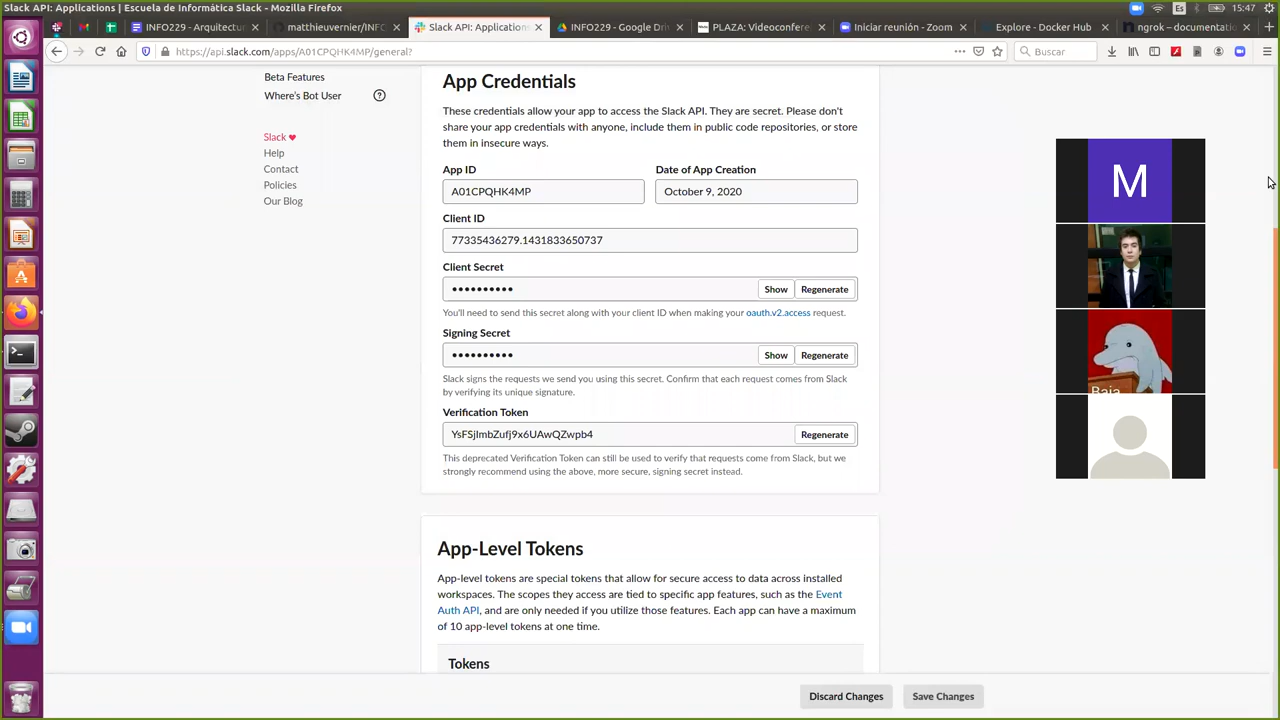 Slack API: Applications | Escuela de Informática Slack - Mozilla Firefox
Es
15:47
INFO229 - Arquitectu
matthieuvernier/INFC
Slack API: Application
INFO229 - Google Driv
PLAZA: Videoconfere
Iniciar reunión - Zoom
Explore - Docker Hub
ngrok – documentatio
https://api.slack.com/apps/A01CPQHK4MP/general?
Buscar
Beta Features
Where's Bot User
?
Slack
Help
Contact
Policies
Our Blog
App Credentials
These credentials allow your app to access the Slack API. They are secret. Please don't
share your app credentials with anyone, include them in public code repositories, or store
them in insecure ways.
App ID
Date of App Creation
A01CPQHK4MP
October 9, 2020
Client ID
77335436279.1431833650737
Client Secret
••••••••••
Show
Regenerate
You'll need to send this secret along with your client ID when making your oauth.v2.access request.
Signing Secret
••••••••••
Show
Regenerate
Slack signs the requests we send you using this secret. Confirm that each request comes from Slack
by verifying its unique signature.
Verification Token
YsFSjImbZufj9x6UAwQZwpb4
Regenerate
This deprecated Verification Token can still be used to verify that requests come from Slack, but we
strongly recommend using the above, more secure, signing secret instead.
App-Level Tokens
App-level tokens are special tokens that allow for secure access to data across installed
workspaces. The scopes they access are tied to specific app features, such as the Event
Auth API, and are only needed if you utilize those features. Each app can have a maximum
of 10 app-level tokens at one time.
Tokens
Discard Changes
Save Changes
M
Baja